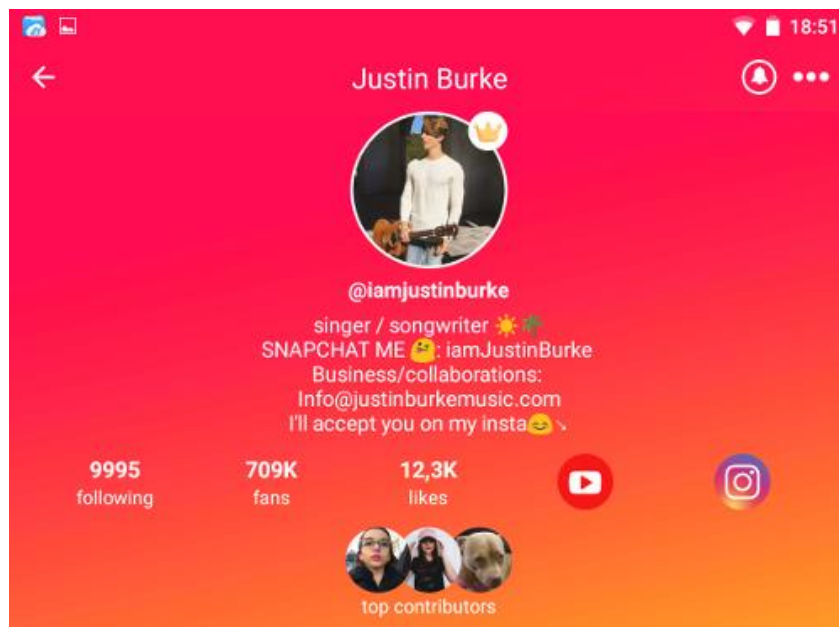 18:51
Justin Burke
@iamjustinburke
singer / songwriter ☀️🌴
SNAPCHAT ME 🤔: iamJustinBurke
Business/collaborations:
Info@justinburkemusic.com
I'll accept you on my insta😊↘
9995 709K 12,3K
following fans likes
top contributors